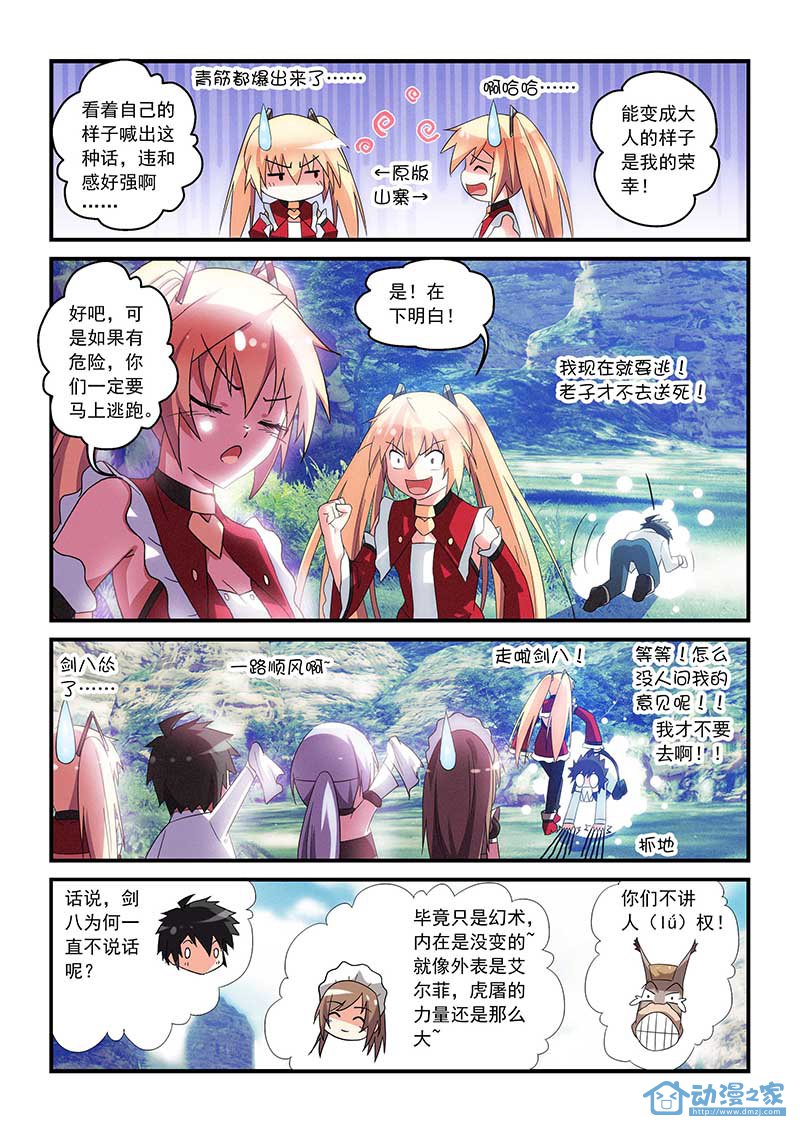 青筋都爆出来了……
看着自己的
样子喊出这
种话，违和
感好强啊
……
啊哈哈……
←原版
山寨→
能变成大
人的样子
是我的荣
幸！
好吧，可
是如果有
危险，你
们一定要
马上逃跑。
是！在
下明白！
我现在就要逃！
老子才不去送死！
剑八怂
了……
一路顺风啊~
走啦剑八！
等等！怎么
没人问我的
意见呢！！
我才不要
去啊！！
抓地
话说，剑
八为何一
直不说话
呢？
毕竟只是幻术，
内在是没变的~
就像外表是艾
尔菲，虎屠的
力量还是那么
大~
你们不讲
人（lú）权！
动漫之家
http://www.dmzj.com